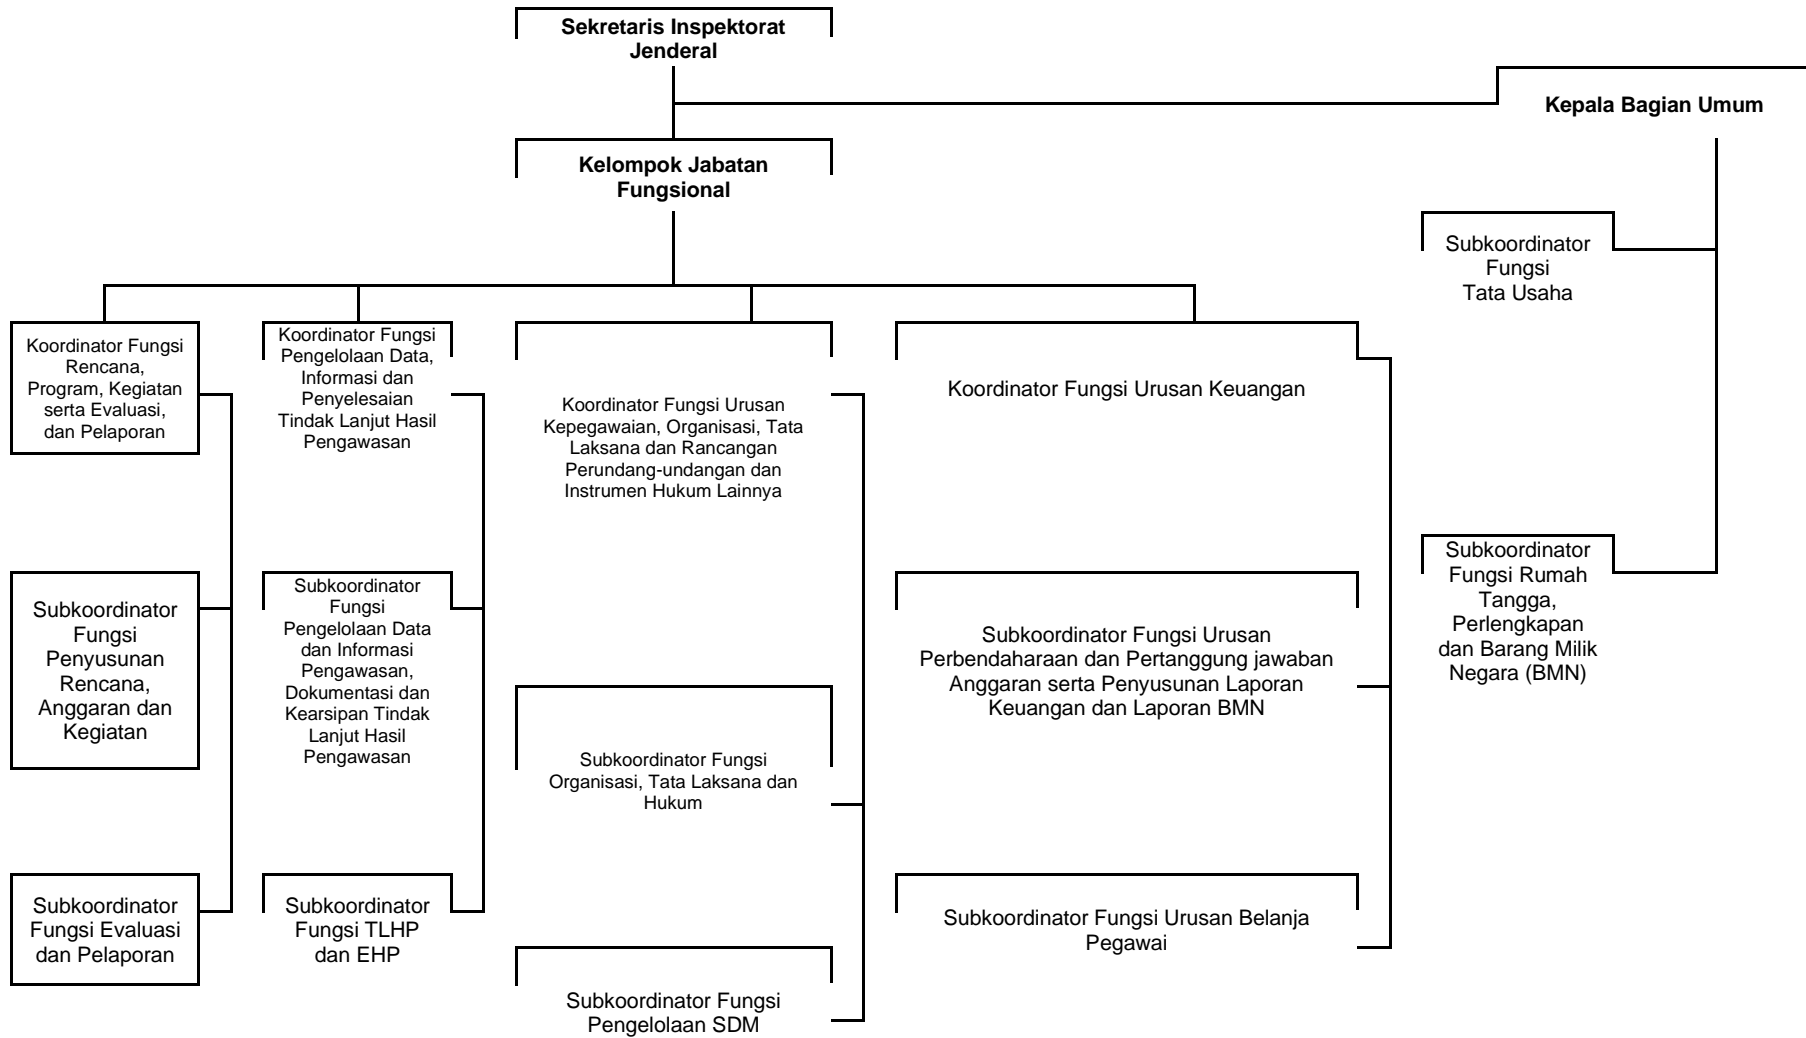 Sekretaris Inspektorat
Jenderal
Kepala Bagian Umum
Kelompok Jabatan
Fungsional
Subkoordinator
Fungsi
Tata Usaha
Koordinator Fungsi
Rencana,
Program, Kegiatan
serta Evaluasi,
dan Pelaporan
Koordinator Fungsi
Pengelolaan Data,
Informasi dan
Penyelesaian
Tindak Lanjut Hasil
Pengawasan
Koordinator Fungsi Urusan
Kepegawaian, Organisasi, Tata
Laksana dan Rancangan
Perundang-undangan dan
Instrumen Hukum Lainnya
Koordinator Fungsi Urusan Keuangan
Subkoordinator
Fungsi Rumah
Tangga,
Perlengkapan
dan Barang Milik
Negara (BMN)
Subkoordinator
Fungsi
Penyusunan
Rencana,
Anggaran dan
Kegiatan
Subkoordinator
Fungsi
Pengelolaan Data
dan Informasi
Pengawasan,
Dokumentasi dan
Kearsipan Tindak
Lanjut Hasil
Pengawasan
Subkoordinator Fungsi
Organisasi, Tata Laksana dan
Hukum
Subkoordinator Fungsi Urusan
Perbendaharaan dan Pertanggung jawaban
Anggaran serta Penyusunan Laporan
Keuangan dan Laporan BMN
Subkoordinator
Fungsi Evaluasi
dan Pelaporan
Subkoordinator
Fungsi TLHP
dan EHP
Subkoordinator Fungsi
Pengelolaan SDM
Subkoordinator Fungsi Urusan Belanja
Pegawai